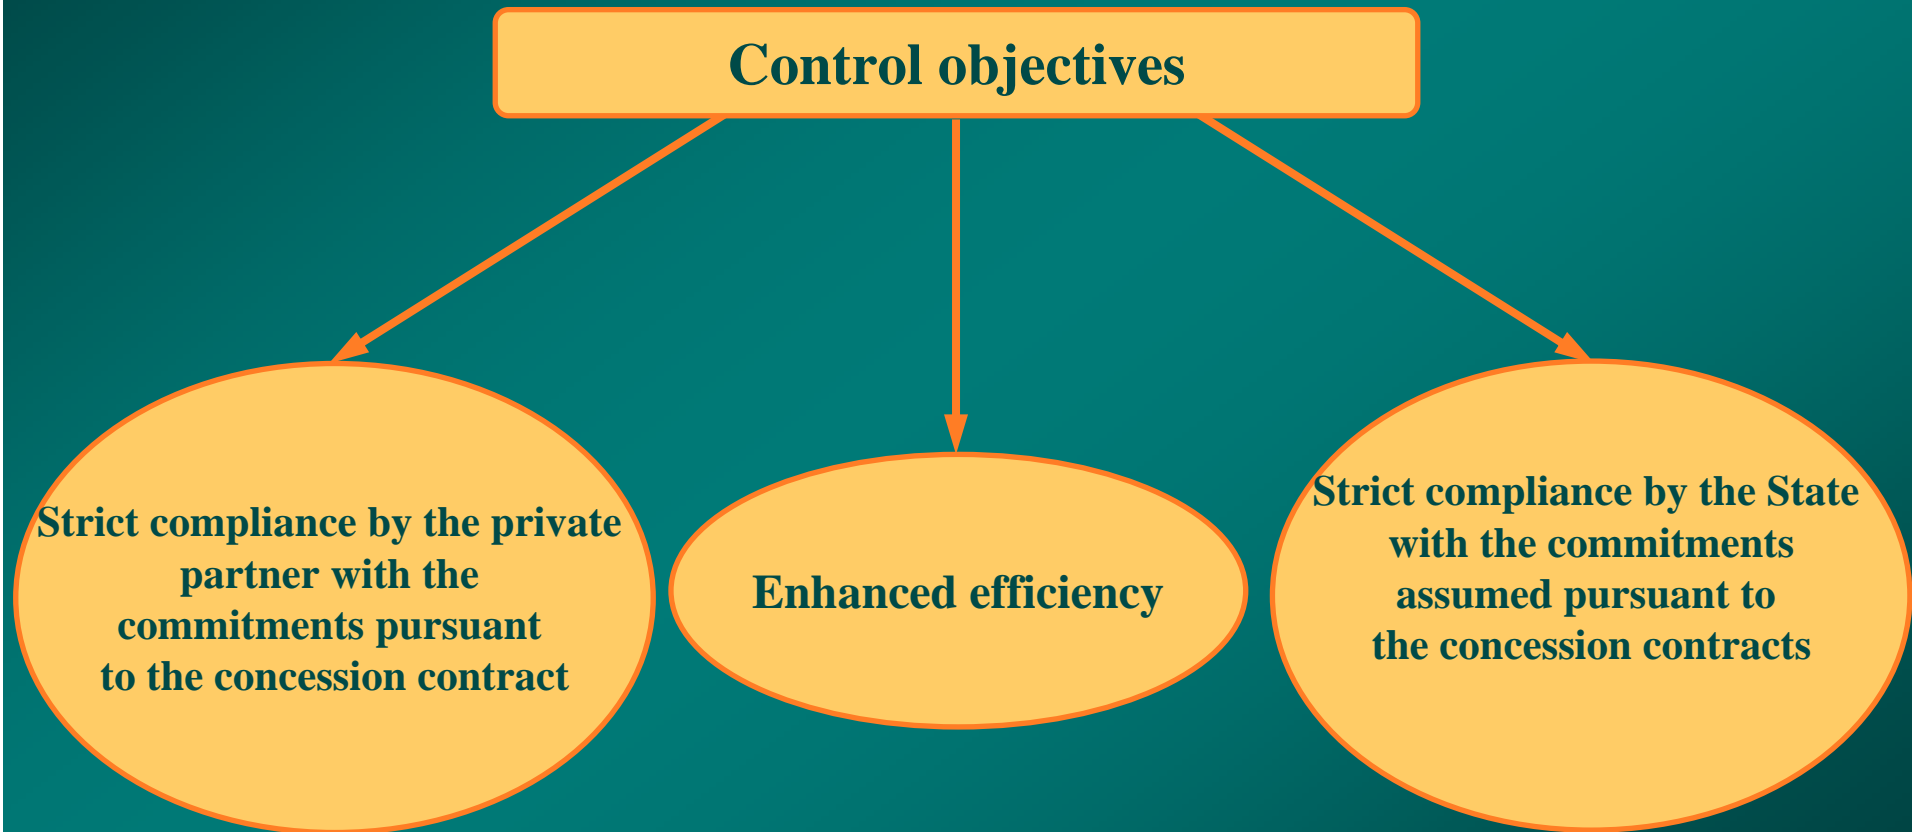 Control objectives
Strict compliance by the private
partner with the
commitments pursuant
to the concession contract
Enhanced efficiency
Strict compliance by the State
with the commitments
assumed pursuant to
the concession contracts